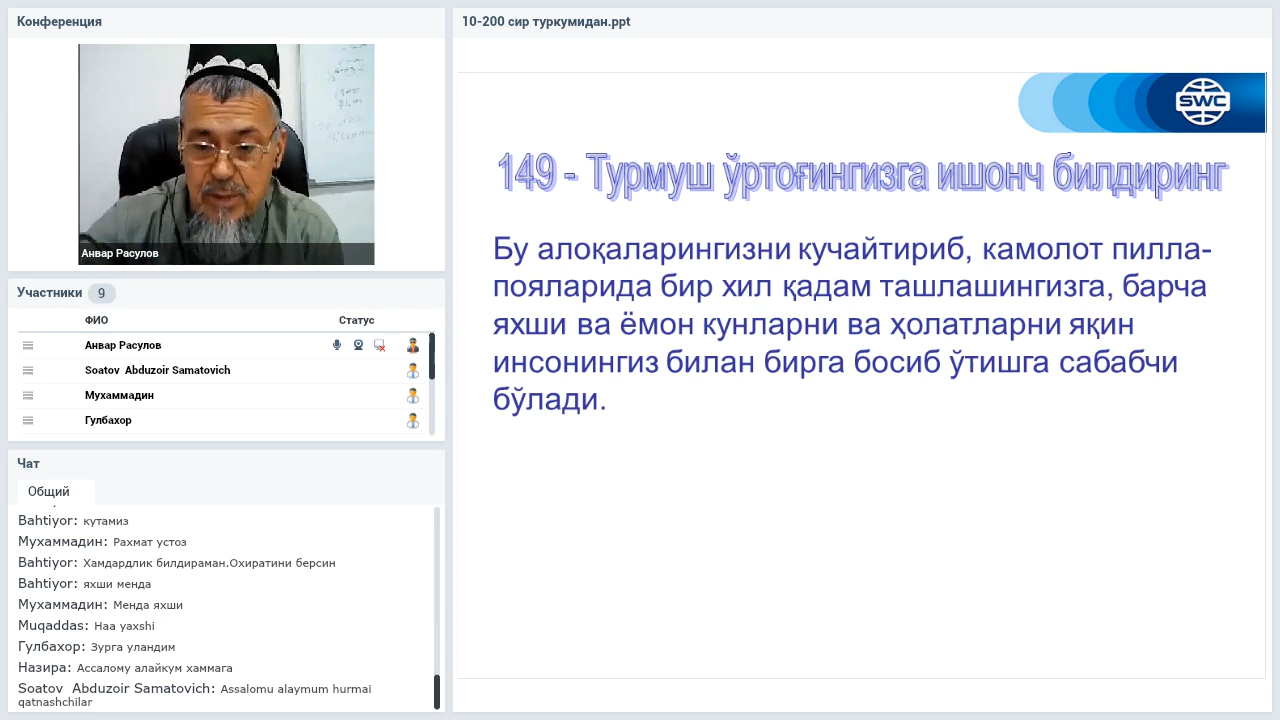 Конференция
Анвар Расулов
Участники 9
ФИО Статус
Анвар Расулов
Soatov Abduzoir Samatovich
Мухаммадин
Гулбахор
Чат
Общий
Bahtiyor: кутамиз
Мухаммадин: Рахмат устоз
Bahtiyor: Хамдардлик билдираман.Охиратини берсин
Bahtiyor: яхши менда
Мухаммадин: Менда яхши
Muqaddas: Haa yaxshi
Гулбахор: Зурга уландим
Назира: Ассалому алайкум хаммага
Soatov Abduzoir Samatovich: Assalomu alaymum hurmai
qatnashchilar
10-200 сир туркумидан.ppt
SWC
149 - Турмуш ўртоғингизга ишонч билдиринг
Бу алоқаларингизни кучайтириб, камолот пилла-
пояларида бир хил қадам ташлашингизга, барча
яхши ва ёмон кунларни ва ҳолатларни яқин
инсонингиз билан бирга босиб ўтишга сабабчи
бўлади.